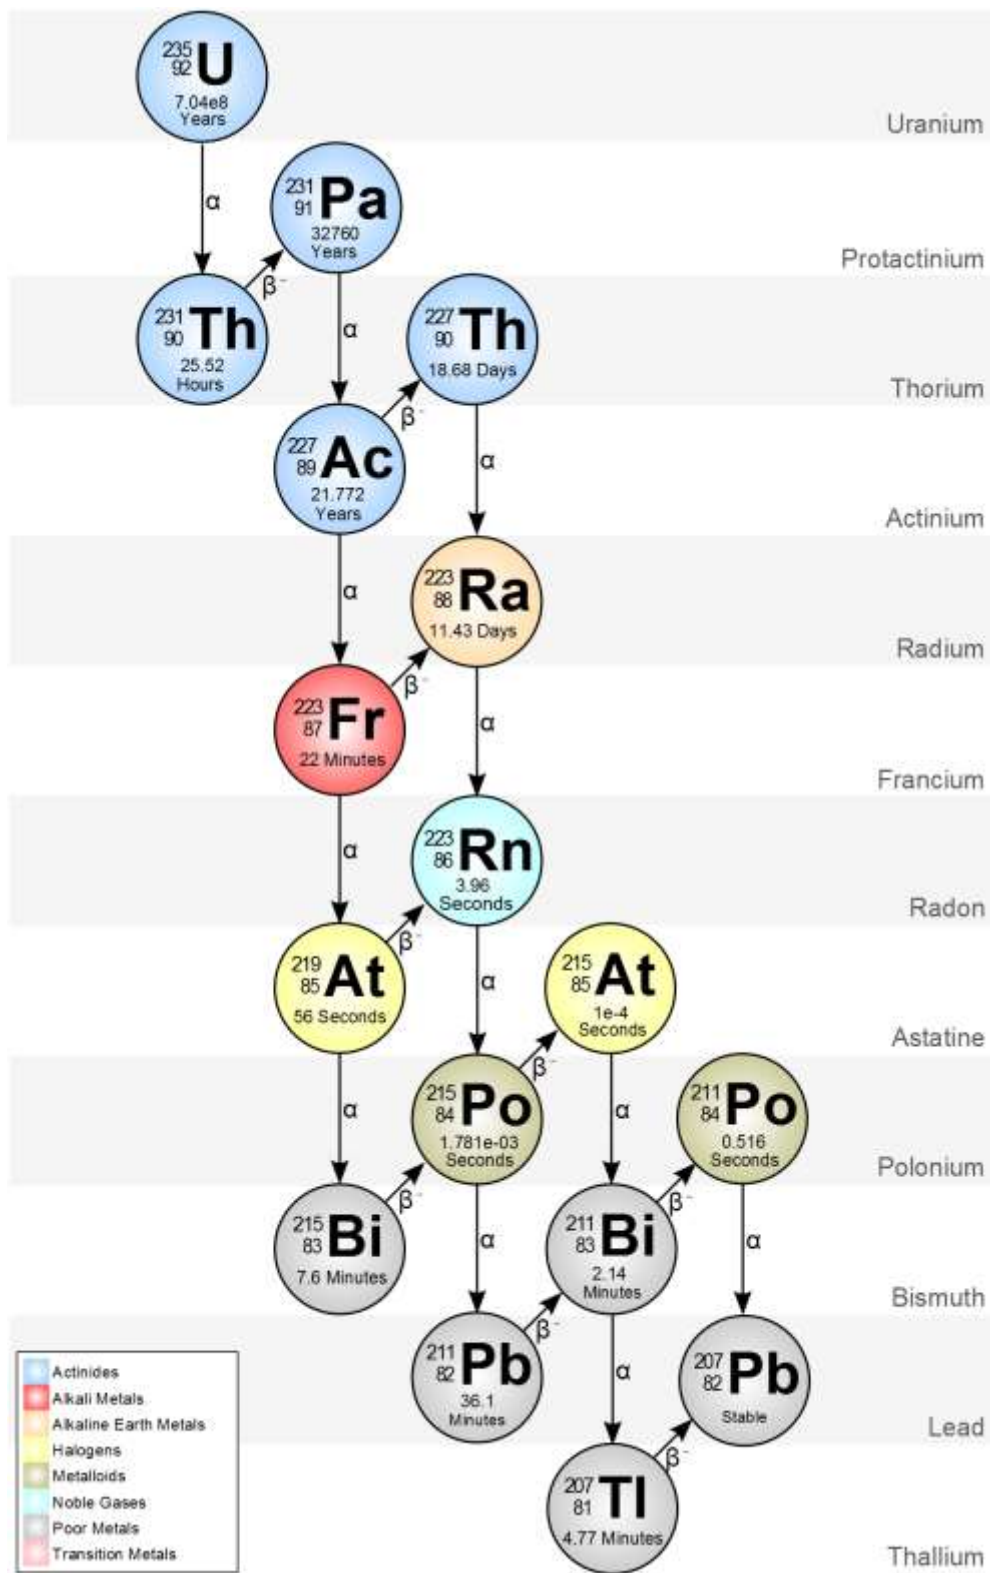 235
92
U
7.04e8
Years
Uranium
α
231
91
Pa
32760
Years
Protactinium
β⁻
231
90
Th
25.52
Hours
α
227
90
Th
18.68 Days
Thorium
β⁻
227
89
Ac
21.772
Years
α
Actinium
α
223
88
Ra
11.43 Days
Radium
β⁻
223
87
Fr
22 Minutes
α
Francium
α
223
86
Rn
3.96
Seconds
Radon
β⁻
219
85
At
56 Seconds
α
215
85
At
1e-4
Seconds
Astatine
β⁻
α
215
84
Po
1.781e-03
Seconds
α
211
84
Po
0.516
Seconds
Polonium
β⁻
β⁻
215
83
Bi
7.6 Minutes
α
211
83
Bi
2.14
Minutes
α
Bismuth
β⁻
211
82
Pb
36.1
Minutes
α
207
82
Pb
Stable
Lead
β⁻
207
81
Tl
4.77 Minutes
Thallium
Actinides
Alkali Metals
Alkaline Earth Metals
Halogens
Metalloids
Noble Gases
Poor Metals
Transition Metals